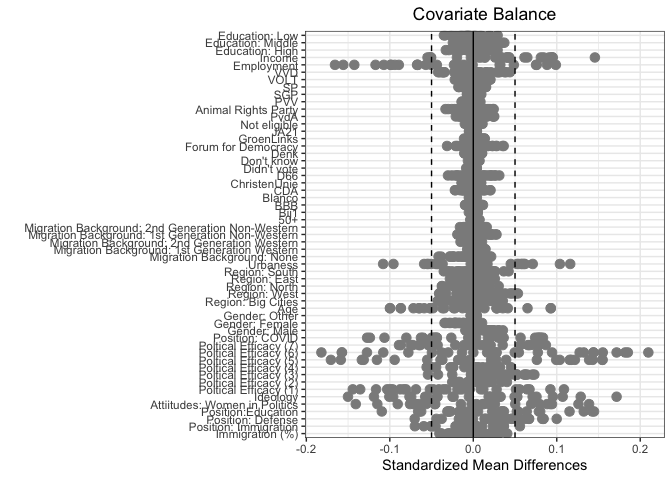 Covariate Balance
Education: Low
Education: Middle
Education: High
Income
Employment
VVD
VOLT
SP
SGP
PVV
Animal Rights Party
PvdA
Not eligible
JA21
GroenLinks
Forum for Democracy
Denk
Don't know
Didn't vote
D66
ChristenUnie
CDA
Blanco
BBB
Bij1
50+
Migration Background: 2nd Generation Non-Western
Migration Background: 1st Generation Non-Western
Migration Background: 2nd Generation Western
Migration Background: 1st Generation Western
Migration Background: None
Urbaness
Region: South
Region: East
Region: North
Region: West
Region: Big Cities
Age
Gender: Other
Gender: Female
Gender: Male
Position: COVID
Political Efficacy (7)
Political Efficacy (6)
Political Efficacy (5)
Political Efficacy (4)
Political Efficacy (3)
Political Efficacy (2)
Political Efficacy (1)
Ideology
Attiitudes: Women in Politics
Position:Education
Position: Defense
Position: Immigration
Immigration (%)
-0.2 -0.1 0.0 0.1 0.2
Standardized Mean Differences